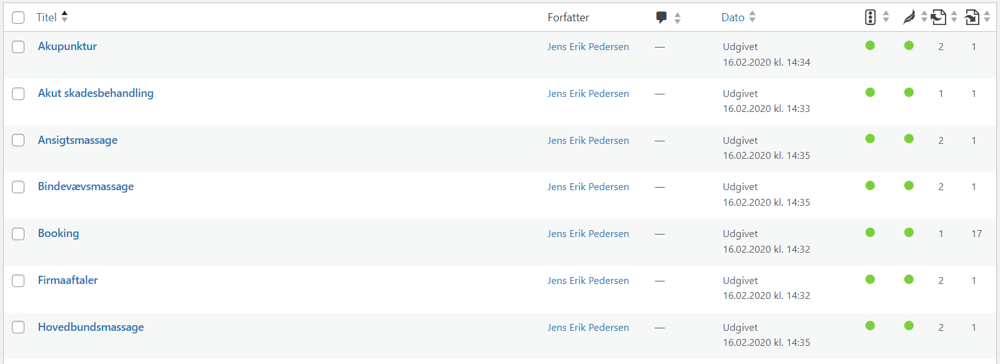 Titel Forfatter Dato
Akupunktur Jens Erik Pedersen — Udgivet 2 1
16.02.2020 kl. 14:34
Akut skadesbehandling Jens Erik Pedersen — Udgivet 1 1
16.02.2020 kl. 14:33
Ansigtsmassage Jens Erik Pedersen — Udgivet 2 1
16.02.2020 kl. 14:35
Bindevævsmassage Jens Erik Pedersen — Udgivet 2 1
16.02.2020 kl. 14:35
Booking Jens Erik Pedersen — Udgivet 1 17
16.02.2020 kl. 14:32
Firmaaftaler Jens Erik Pedersen — Udgivet 2 1
16.02.2020 kl. 14:32
Hovedbundsmassage Jens Erik Pedersen — Udgivet 2 1
16.02.2020 kl. 14:35